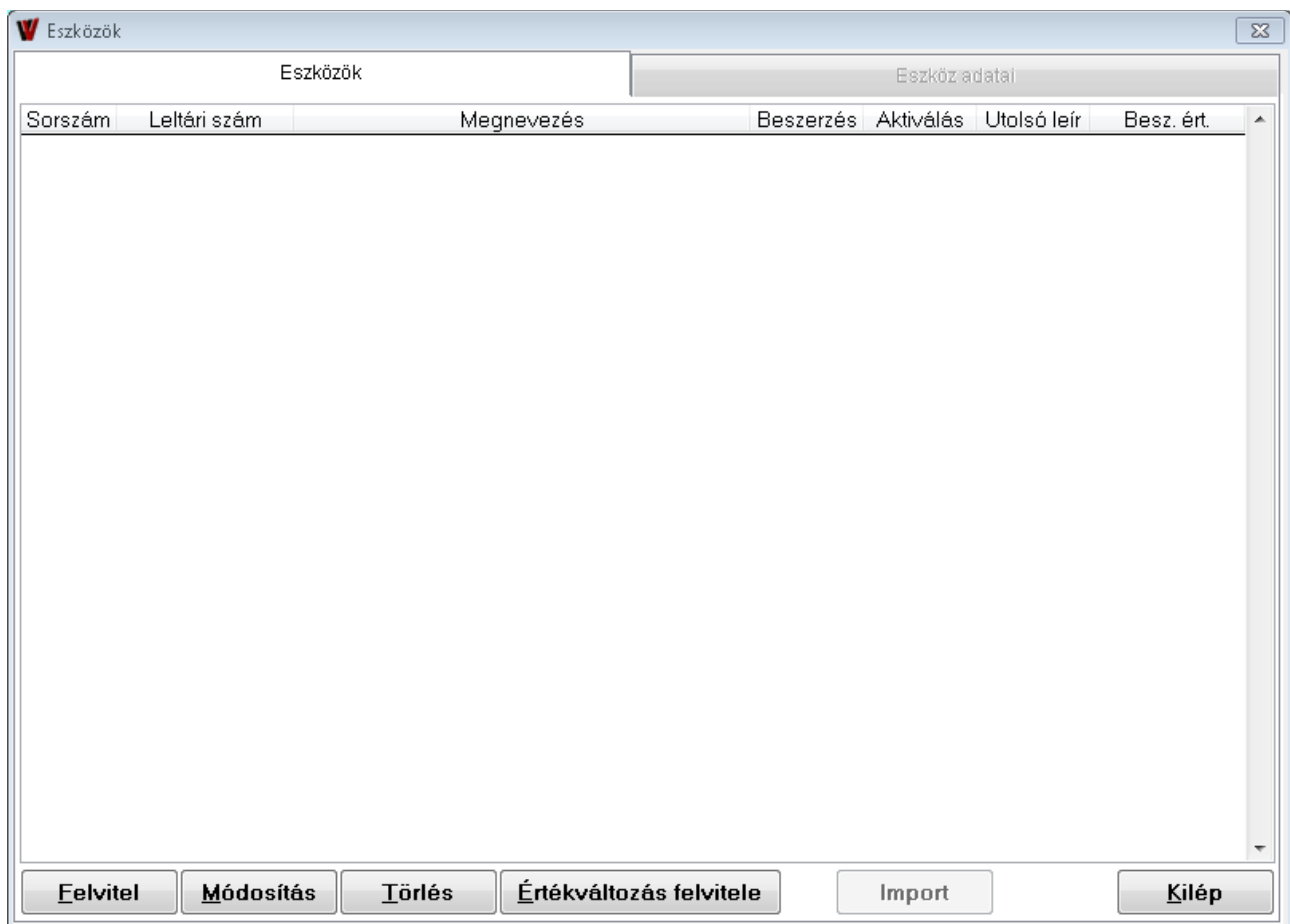 Eszközök
Eszközök Eszköz adatai
Sorszám Leltári szám Megnevezés Beszerzés Aktiválás Utolsó leír Besz. ért.
Felvitel Módosítás Törlés Értékváltozás felvitele Import Kilép